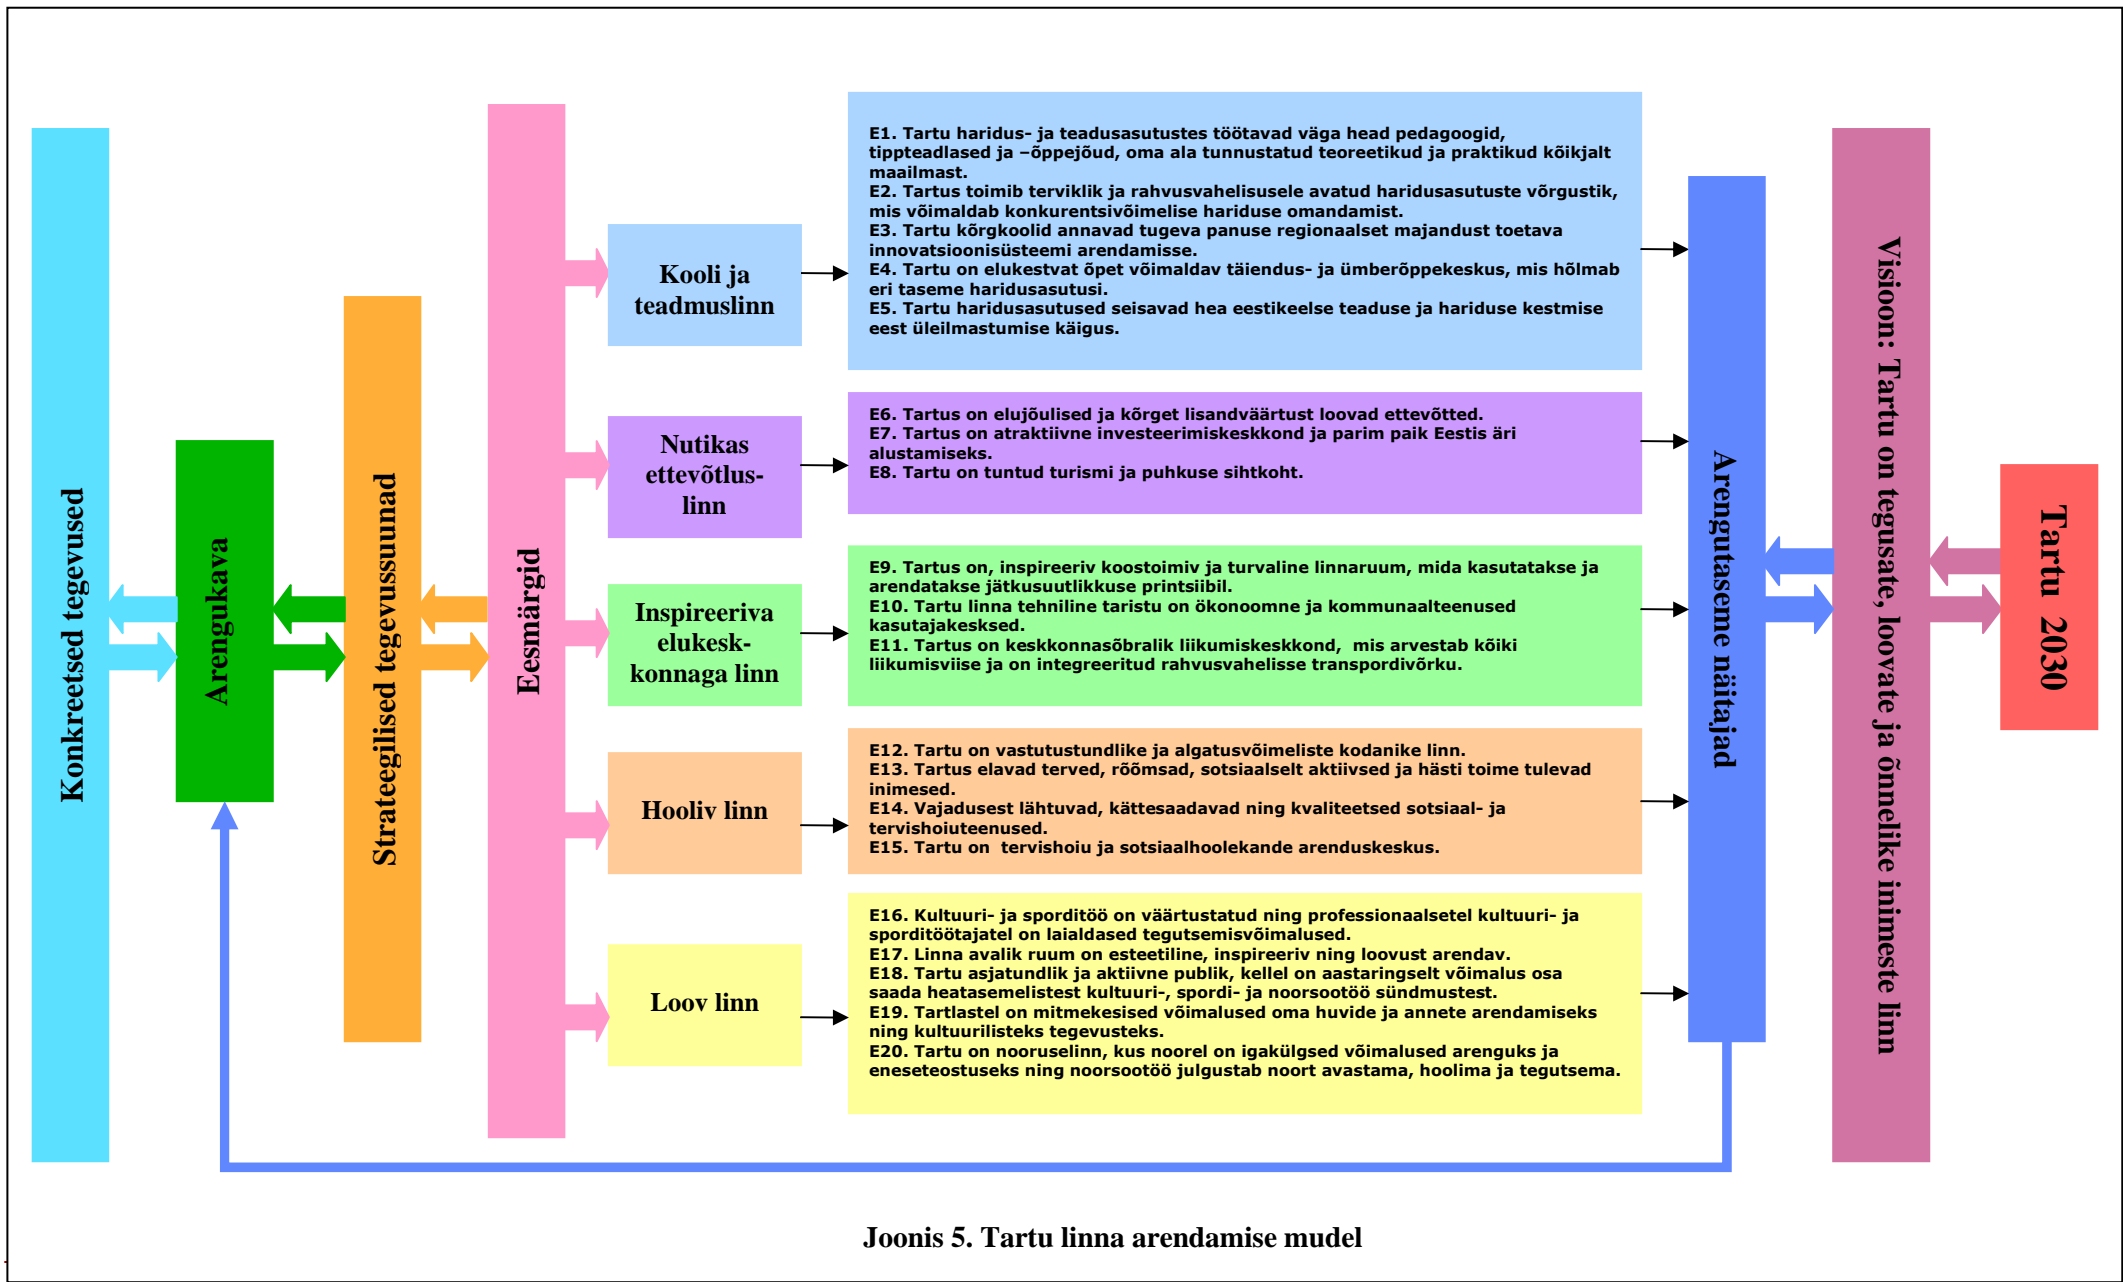 Konkreetsed tegevused
Arengukava
Strateegilised tegevussuunad
Eesmärgid
Kooli ja
teadmuslinn
E1. Tartu haridus- ja teadusasutustes töötavad väga head pedagoogid,
tippteadlased ja –õppejõud, oma ala tunnustatud teoreetikud ja praktikud kõikjalt
maailmast.
E2. Tartus toimib terviklik ja rahvusvahelisusele avatud haridusasutuste võrgustik,
mis võimaldab konkurentsivõimelise hariduse omandamist.
E3. Tartu kõrgkoolid annavad tugeva panuse regionaalset majandust toetava
innovatsioonisüsteemi arendamisse.
E4. Tartu on elukestvat õpet võimaldav täiendus- ja ümberõppekeskus, mis hõlmab
eri taseme haridusasutusi.
E5. Tartu haridusasutused seisavad hea eestikeelse teaduse ja hariduse kestmise
eest üleilmastumise käigus.
Nutikas
ettevõtlus-
linn
E6. Tartus on elujõulised ja kõrget lisandväärtust loovad ettevõtted.
E7. Tartus on atraktiivne investeerimiskeskkond ja parim paik Eestis äri
alustamiseks.
E8. Tartu on tuntud turismi ja puhkuse sihtkoht.
Inspireeriva
elukesk-
konnaga linn
E9. Tartus on, inspireeriv koostoimiv ja turvaline linnaruum, mida kasutatakse ja
arendatakse jätkusuutlikkuse printsiibil.
E10. Tartu linna tehniline taristu on ökonoomne ja kommunaalteenused
kasutajakesksed.
E11. Tartus on keskkonnasõbralik liikumiskeskkond, mis arvestab kõiki
liikumisviise ja on integreeritud rahvusvahelisse transpordivõrku.
Hooliv linn
E12. Tartu on vastutustundlike ja algatusvõimeliste kodanike linn.
E13. Tartus elavad terved, rõõmsad, sotsiaalselt aktiivsed ja hästi toime tulevad
inimesed.
E14. Vajadusest lähtuvad, kättesaadavad ning kvaliteetsed sotsiaal- ja
tervishoiuteenused.
E15. Tartu on tervishoiu ja sotsiaalhoolekande arenduskeskus.
Loov linn
E16. Kultuuri- ja sporditöö on väärtustatud ning professionaalsetel kultuuri- ja
sporditöötajatel on laialdased tegutsemisvõimalused.
E17. Linna avalik ruum on esteetiline, inspireeriv ning loovust arendav.
E18. Tartu asjatundlik ja aktiivne publik, kellel on aastaringselt võimalus osa
saada heatasemelistest kultuuri-, spordi- ja noorsootöö sündmustest.
E19. Tartlastel on mitmekesised võimalused oma huvide ja annete arendamiseks
ning kultuurilisteks tegevusteks.
E20. Tartu on nooruselinn, kus noorel on igakülgsed võimalused arenguks ja
eneseteostuseks ning noorsootöö julgustab noort avastama, hoolima ja tegutsema.
Arengutaseme näitajad
Visioon: Tartu on tegusate, loovate ja õnnelike inimeste linn
Tartu 2030
Joonis 5. Tartu linna arendamise mudel